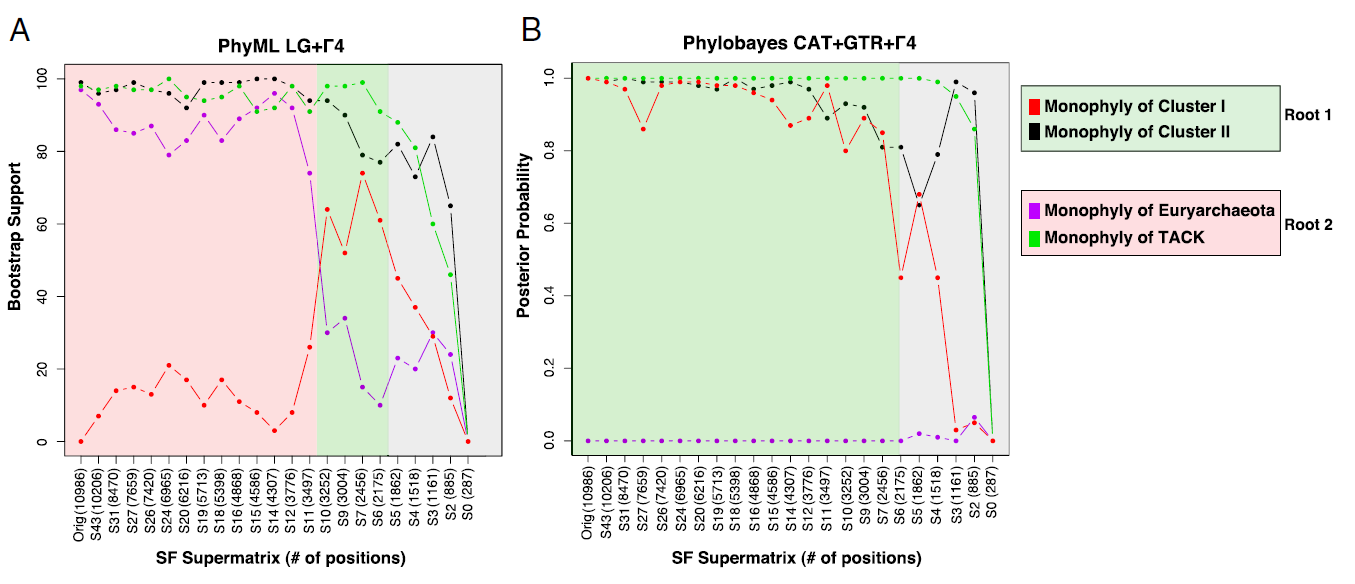 A
PhyML LG+Γ4
Bootstrap Support
100
80
60
40
20
0
Orig (10986)
S43 (10206)
S31 (8470)
S27 (7659)
S26 (7420)
S24 (6965)
S20 (6216)
S19 (5713)
S18 (5398)
S16 (4868)
S15 (4586)
S14 (4307)
S12 (3776)
S11 (3497)
S10 (3252)
S9 (3004)
S7 (2456)
S6 (2175)
S5 (1862)
S4 (1518)
S3 (1161)
S2 (885)
S0 (287)
SF Supermatrix (# of positions)
B
Phylobayes CAT+GTR+Γ4
Posterior Probability
1.0
0.8
0.6
0.4
0.2
0.0
Orig (10986)
S43 (10206)
S31 (8470)
S27 (7659)
S26 (7420)
S24 (6965)
S20 (6216)
S19 (5713)
S18 (5398)
S16 (4868)
S15 (4586)
S14 (4307)
S12 (3776)
S11 (3497)
S10 (3252)
S9 (3004)
S7 (2456)
S6 (2175)
S5 (1862)
S4 (1518)
S3 (1161)
S2 (885)
S0 (287)
SF Supermatrix (# of positions)
Monophyly of Cluster I
Monophyly of Cluster II
Root 1
Monophyly of Euryarchaeota
Monophyly of TACK
Root 2